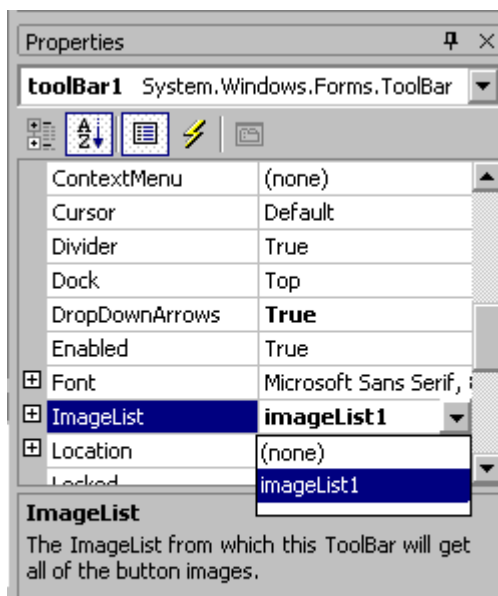 Properties
toolBar1 System.Windows.Forms.ToolBar
ContextMenu (none)
Cursor Default
Divider True
Dock Top
DropDownArrows True
Enabled True
Font Microsoft Sans Serif,
ImageList imageList1
Location (none)
Locked imageList1
ImageList
The ImageList from which this ToolBar will get
all of the button images.